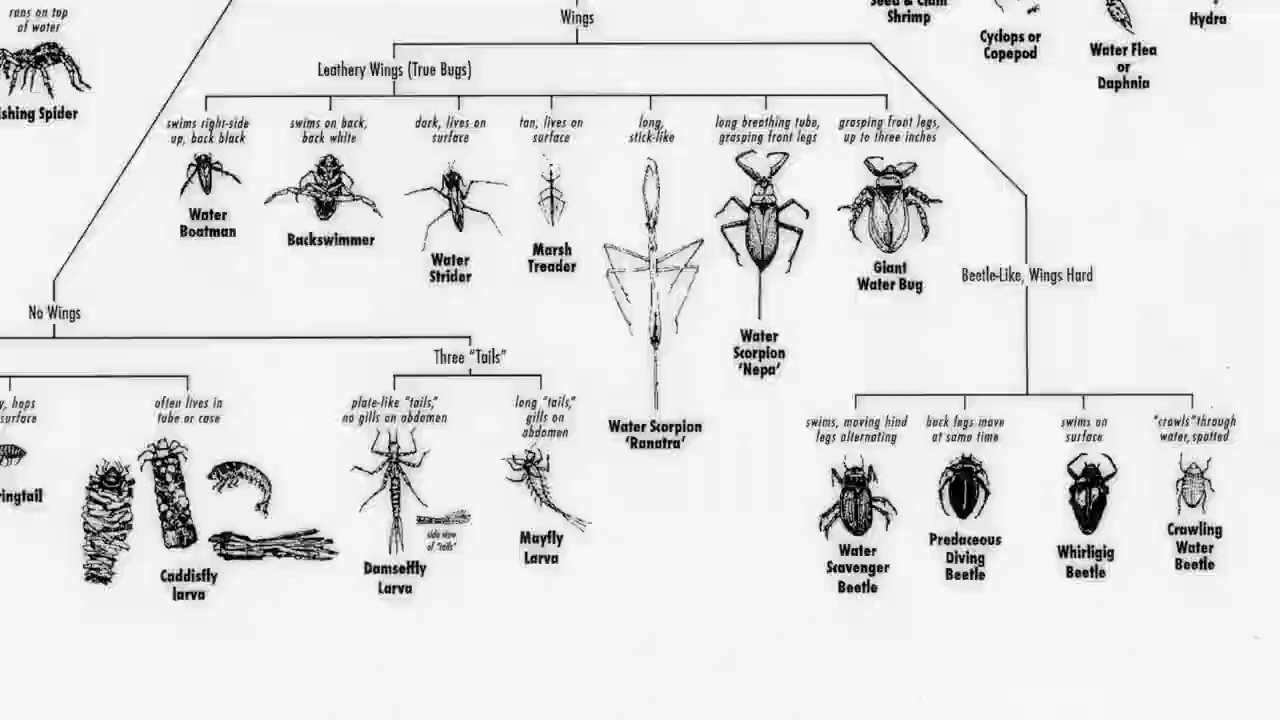 runs on top
of water
ishing Spider
Wings
Shrimp
Cyclops or
Copepod
Water Flea
or
Daphnia
Hydra
Leathery Wings (True Bugs)
swims right-side
up, back black
Water
Boatman
swims on back,
back white
Backswimmer
dark, lives on
surface
Water
Strider
tan, lives on
surface
Marsh
Treader
long,
stick-like
Water Scorpion
'Ranatra'
long breathing tube,
grasping front legs
Water
Scorpion
'Nepa'
grasping front legs,
up to three inches
Giant
Water Bug
Beetle-Like, Wings Hard
No Wings
Three "Tails"
y, hops
surface
ringtail
often lives in
tube or case
Caddisfly
larva
plate-like "tails,"
no gills on abdomen
side view
of "tails"
Damselfly
Larva
long "tails,"
gills on
abdomen
Mayfly
Larva
swims, moving hind
legs alternating
Water
Scavenger
Beetle
back legs move
at same time
Predaceous
Diving
Beetle
swims on
surface
Whirligig
Beetle
"crawls" through
water, spotted
Crawling
Water
Beetle